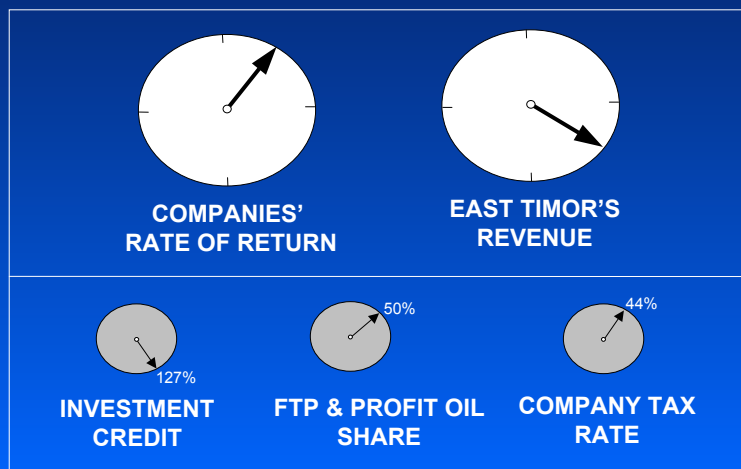 COMPANIES'
RATE OF RETURN
EAST TIMOR'S
REVENUE
127%
INVESTMENT
CREDIT
50%
FTP & PROFIT OIL
SHARE
44%
COMPANY TAX
RATE